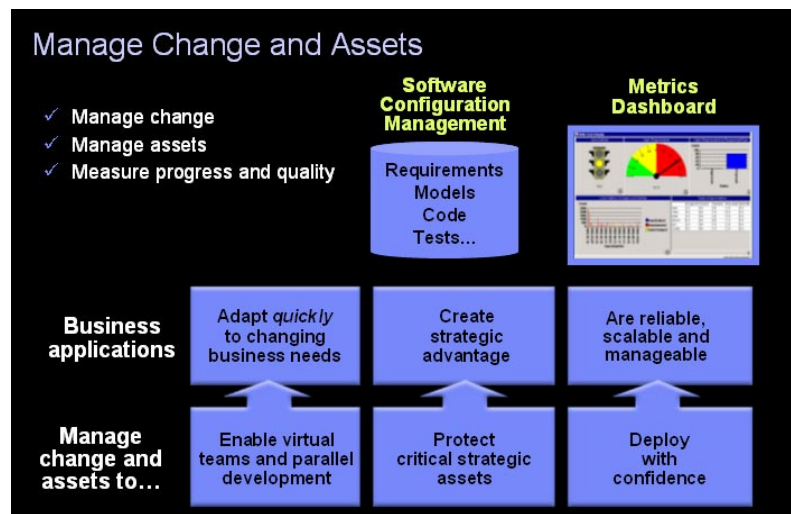 Manage Change and Assets
✓ Manage change
✓ Manage assets
✓ Measure progress and quality
Software
Configuration
Management
Requirements
Models
Code
Tests...
Metrics
Dashboard
Business
applications
Adapt quickly
to changing
business needs
Create
strategic
advantage
Are reliable,
scalable and
manageable
Manage
change and
assets to...
Enable virtual
teams and parallel
development
Protect
critical strategic
assets
Deploy
with
confidence